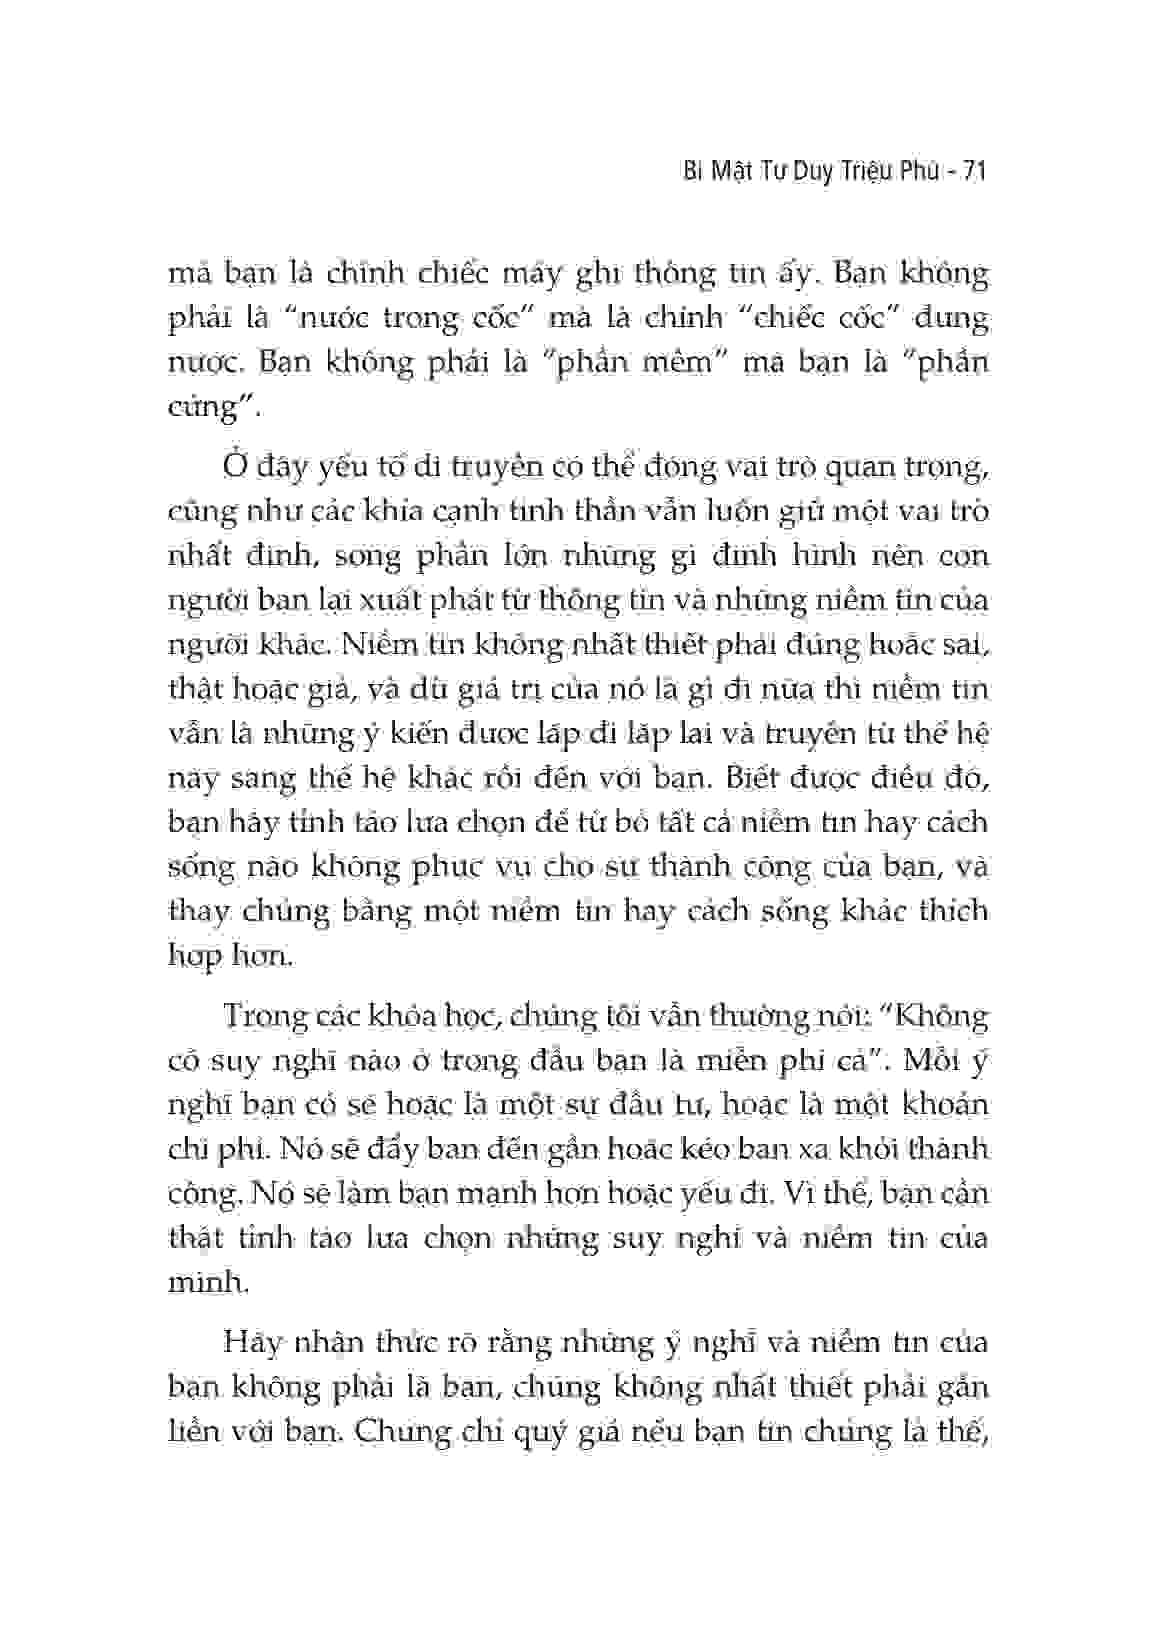 Bí Mật Tư Duy Triệu Phú - 71
mà bạn là chính chiếc máy ghi thông tin ấy. Bạn không
phải là “nước trong cốc” mà là chính “chiếc cốc” đựng
nước. Bạn không phải là “phần mềm” mà bạn là “phần
cứng”.
Ở đây yếu tố di truyền có thể đóng vai trò quan trọng,
cũng như các khía cạnh tinh thần vẫn luôn giữ một vai trò
nhất định, song phần lớn những gì định hình nên con
người bạn lại xuất phát từ thông tin và những niềm tin của
người khác. Niềm tin không nhất thiết phải đúng hoặc sai,
thật hoặc giả, và dù giá trị của nó là gì đi nữa thì niềm tin
vẫn là những ý kiến được lặp đi lặp lại và truyền từ thế hệ
này sang thế hệ khác rồi đến với bạn. Biết được điều đó,
bạn hãy tỉnh táo lựa chọn để từ bỏ tất cả niềm tin hay cách
sống nào không phục vụ cho sự thành công của bạn, và
thay chúng bằng một niềm tin hay cách sống khác thích
hợp hơn.
Trong các khóa học, chúng tôi vẫn thường nói: “Không
có suy nghĩ nào ở trong đầu bạn là miễn phí cả”. Mỗi ý
nghĩ bạn có sẽ hoặc là một sự đầu tư, hoặc là một khoản
chi phí. Nó sẽ đẩy bạn đến gần hoặc kéo bạn xa khỏi thành
công. Nó sẽ làm bạn mạnh hơn hoặc yếu đi. Vì thế, bạn cần
thật tỉnh táo lựa chọn những suy nghĩ và niềm tin của
mình.
Hãy nhận thức rõ rằng những ý nghĩ và niềm tin của
bạn không phải là bạn, chúng không nhất thiết phải gắn
liền với bạn. Chúng chỉ quý giá nếu bạn tin chúng là thế,